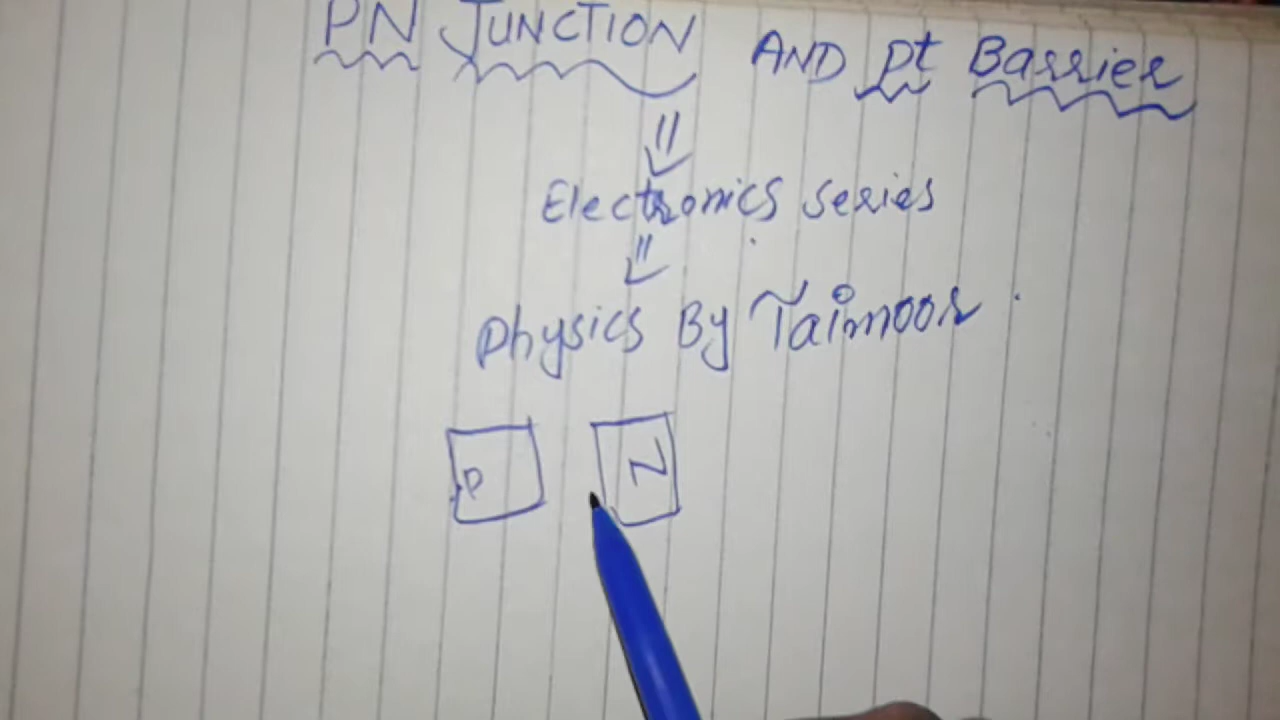 PN JUNCTION AND Pt Barrier
Electronics series
Physics By Taimoor
P N